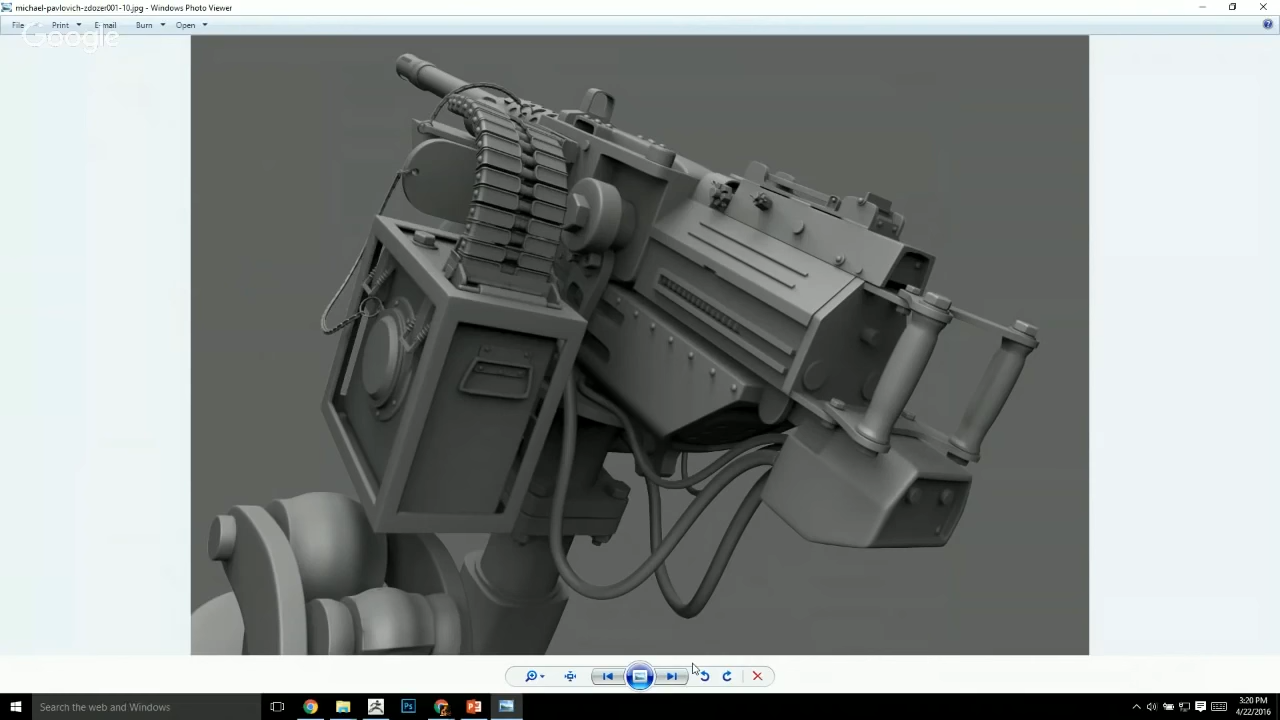 michael-pavlovich-zdozer001-10.jpg - Windows Photo Viewer
File Print E-mail Burn Open
Google
Search the web and Windows
3:20 PM
4/22/2016